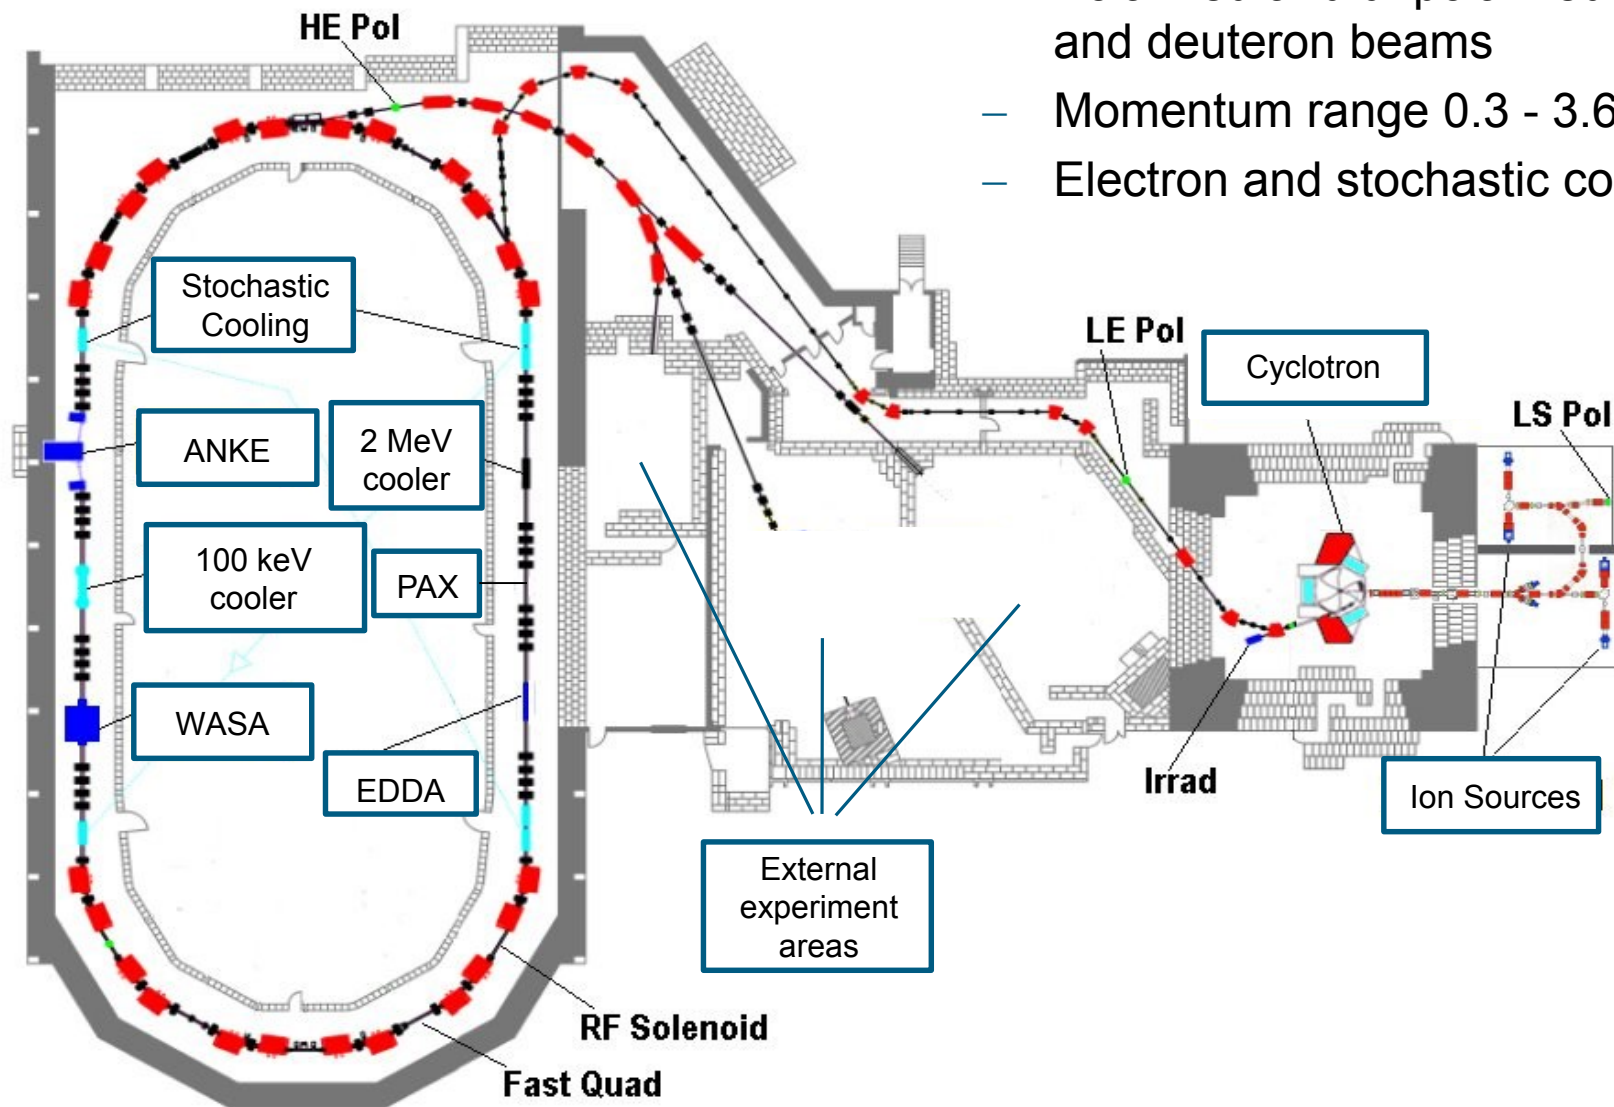 HE Pol
and deuteron beams
– Momentum range 0.3 - 3.6
– Electron and stochastic
Stochastic
Cooling
LE Pol
Cyclotron
LS Pol
ANKE
2 MeV
cooler
100 keV
cooler
PAX
WASA
EDDA
Irrad
Ion Sources
External
experiment
areas
RF Solenoid
Fast Quad